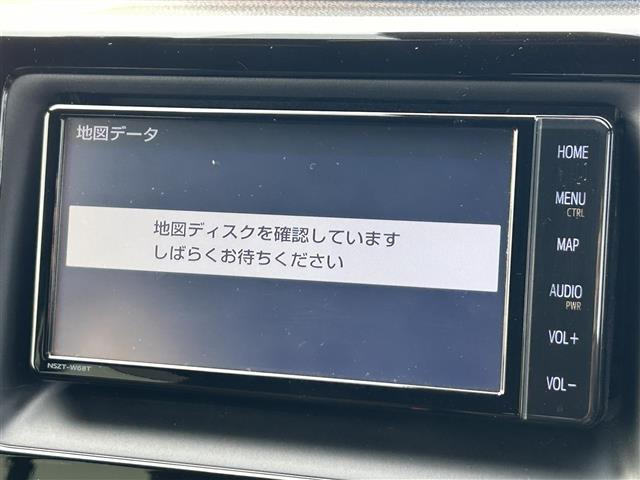 地図データ
地図ディスクを確認しています
しばらくお待ちください
NSZT-W68T
HOME
MENU
CTRL
MAP
AUDIO
PWR
VOL+
VOL-